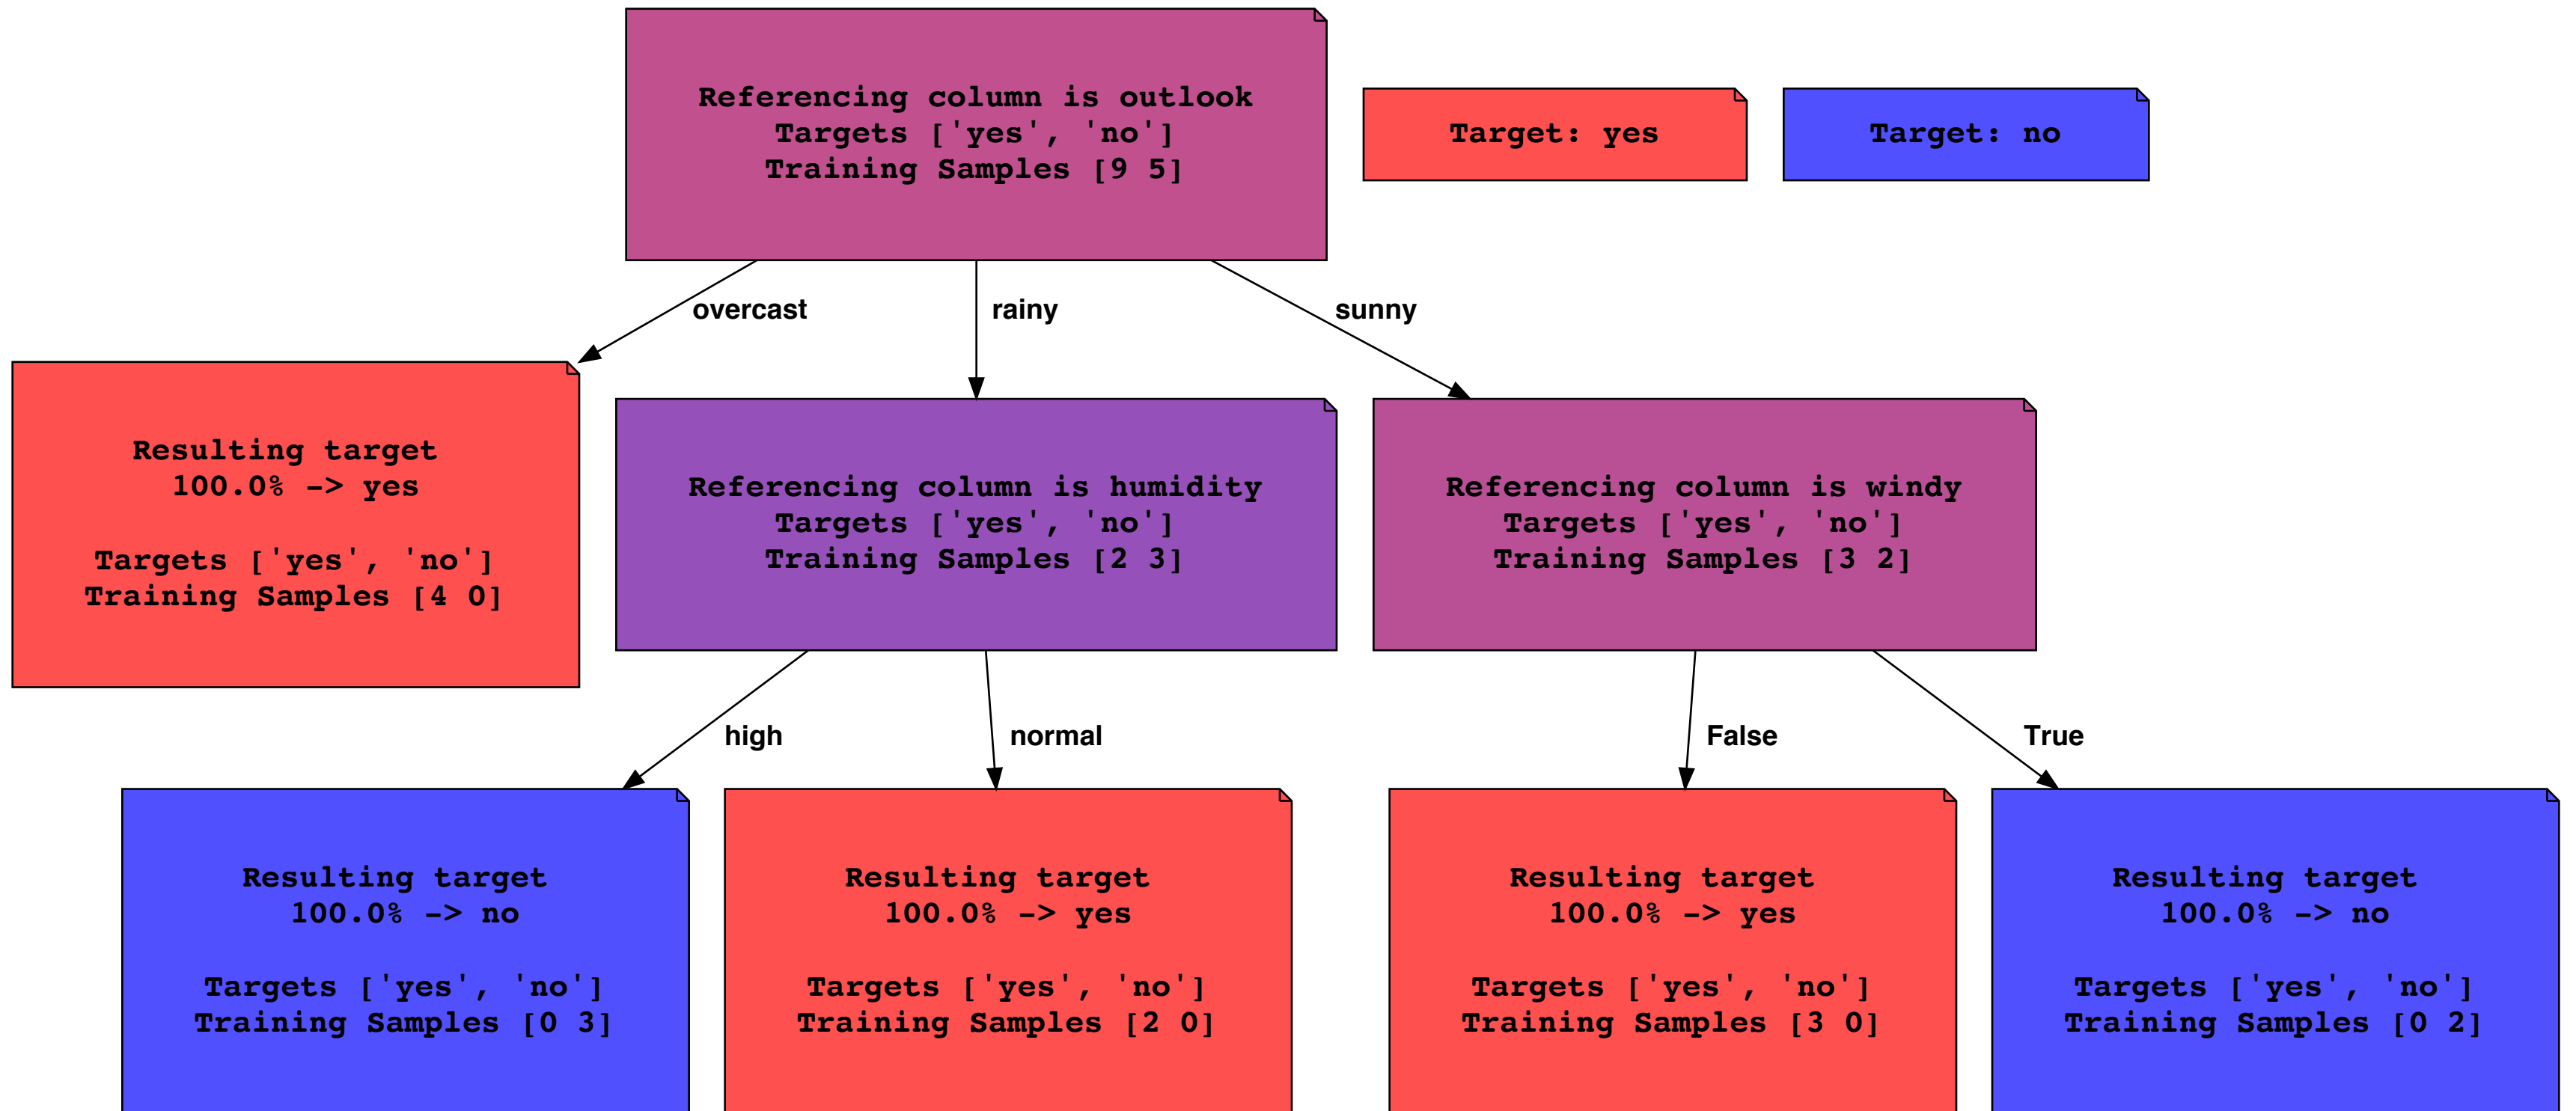 Referencing column is outlook
Targets ['yes', 'no']
Training Samples [9 5]
Target: yes
Target: no
overcast
rainy
sunny
Resulting target
100.0% -> yes
Targets ['yes', 'no']
Training Samples [4 0]
Referencing column is humidity
Targets ['yes', 'no']
Training Samples [2 3]
Referencing column is windy
Targets ['yes', 'no']
Training Samples [3 2]
high
normal
False
True
Resulting target
100.0% -> no
Targets ['yes', 'no']
Training Samples [0 3]
Resulting target
100.0% -> yes
Targets ['yes', 'no']
Training Samples [2 0]
Resulting target
100.0% -> yes
Targets ['yes', 'no']
Training Samples [3 0]
Resulting target
100.0% -> no
Targets ['yes', 'no']
Training Samples [0 2]